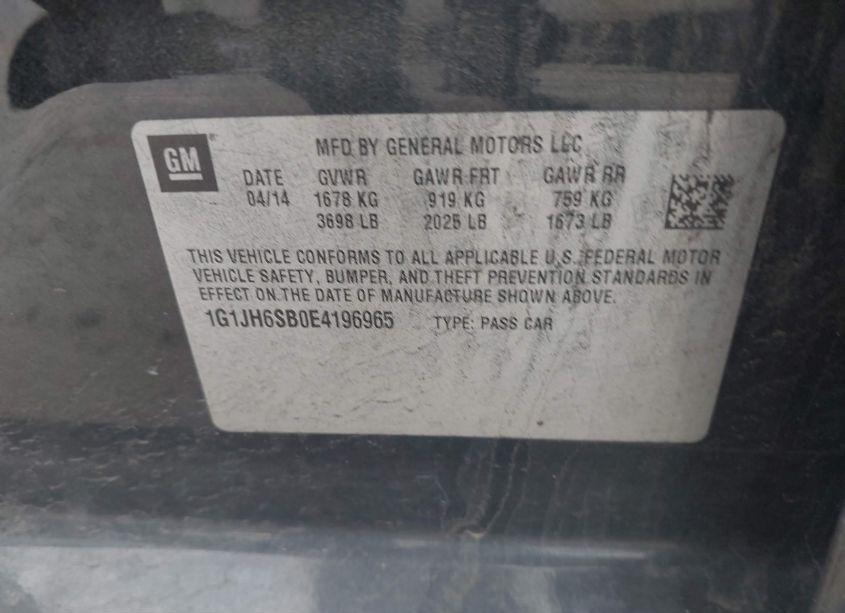 GM
MFD BY GENERAL MOTORS LLC
DATE GVWR GAWR FRT GAWR RR
04/14 1678 KG 919 KG 759 KG
3698 LB 2025 LB 1673 LB
THIS VEHICLE CONFORMS TO ALL APPLICABLE U.S. FEDERAL MOTOR
VEHICLE SAFETY, BUMPER, AND THEFT PREVENTION STANDARDS IN
EFFECT ON THE DATE OF MANUFACTURE SHOWN ABOVE.
1G1JH6SB0E4196965 TYPE: PASS CAR